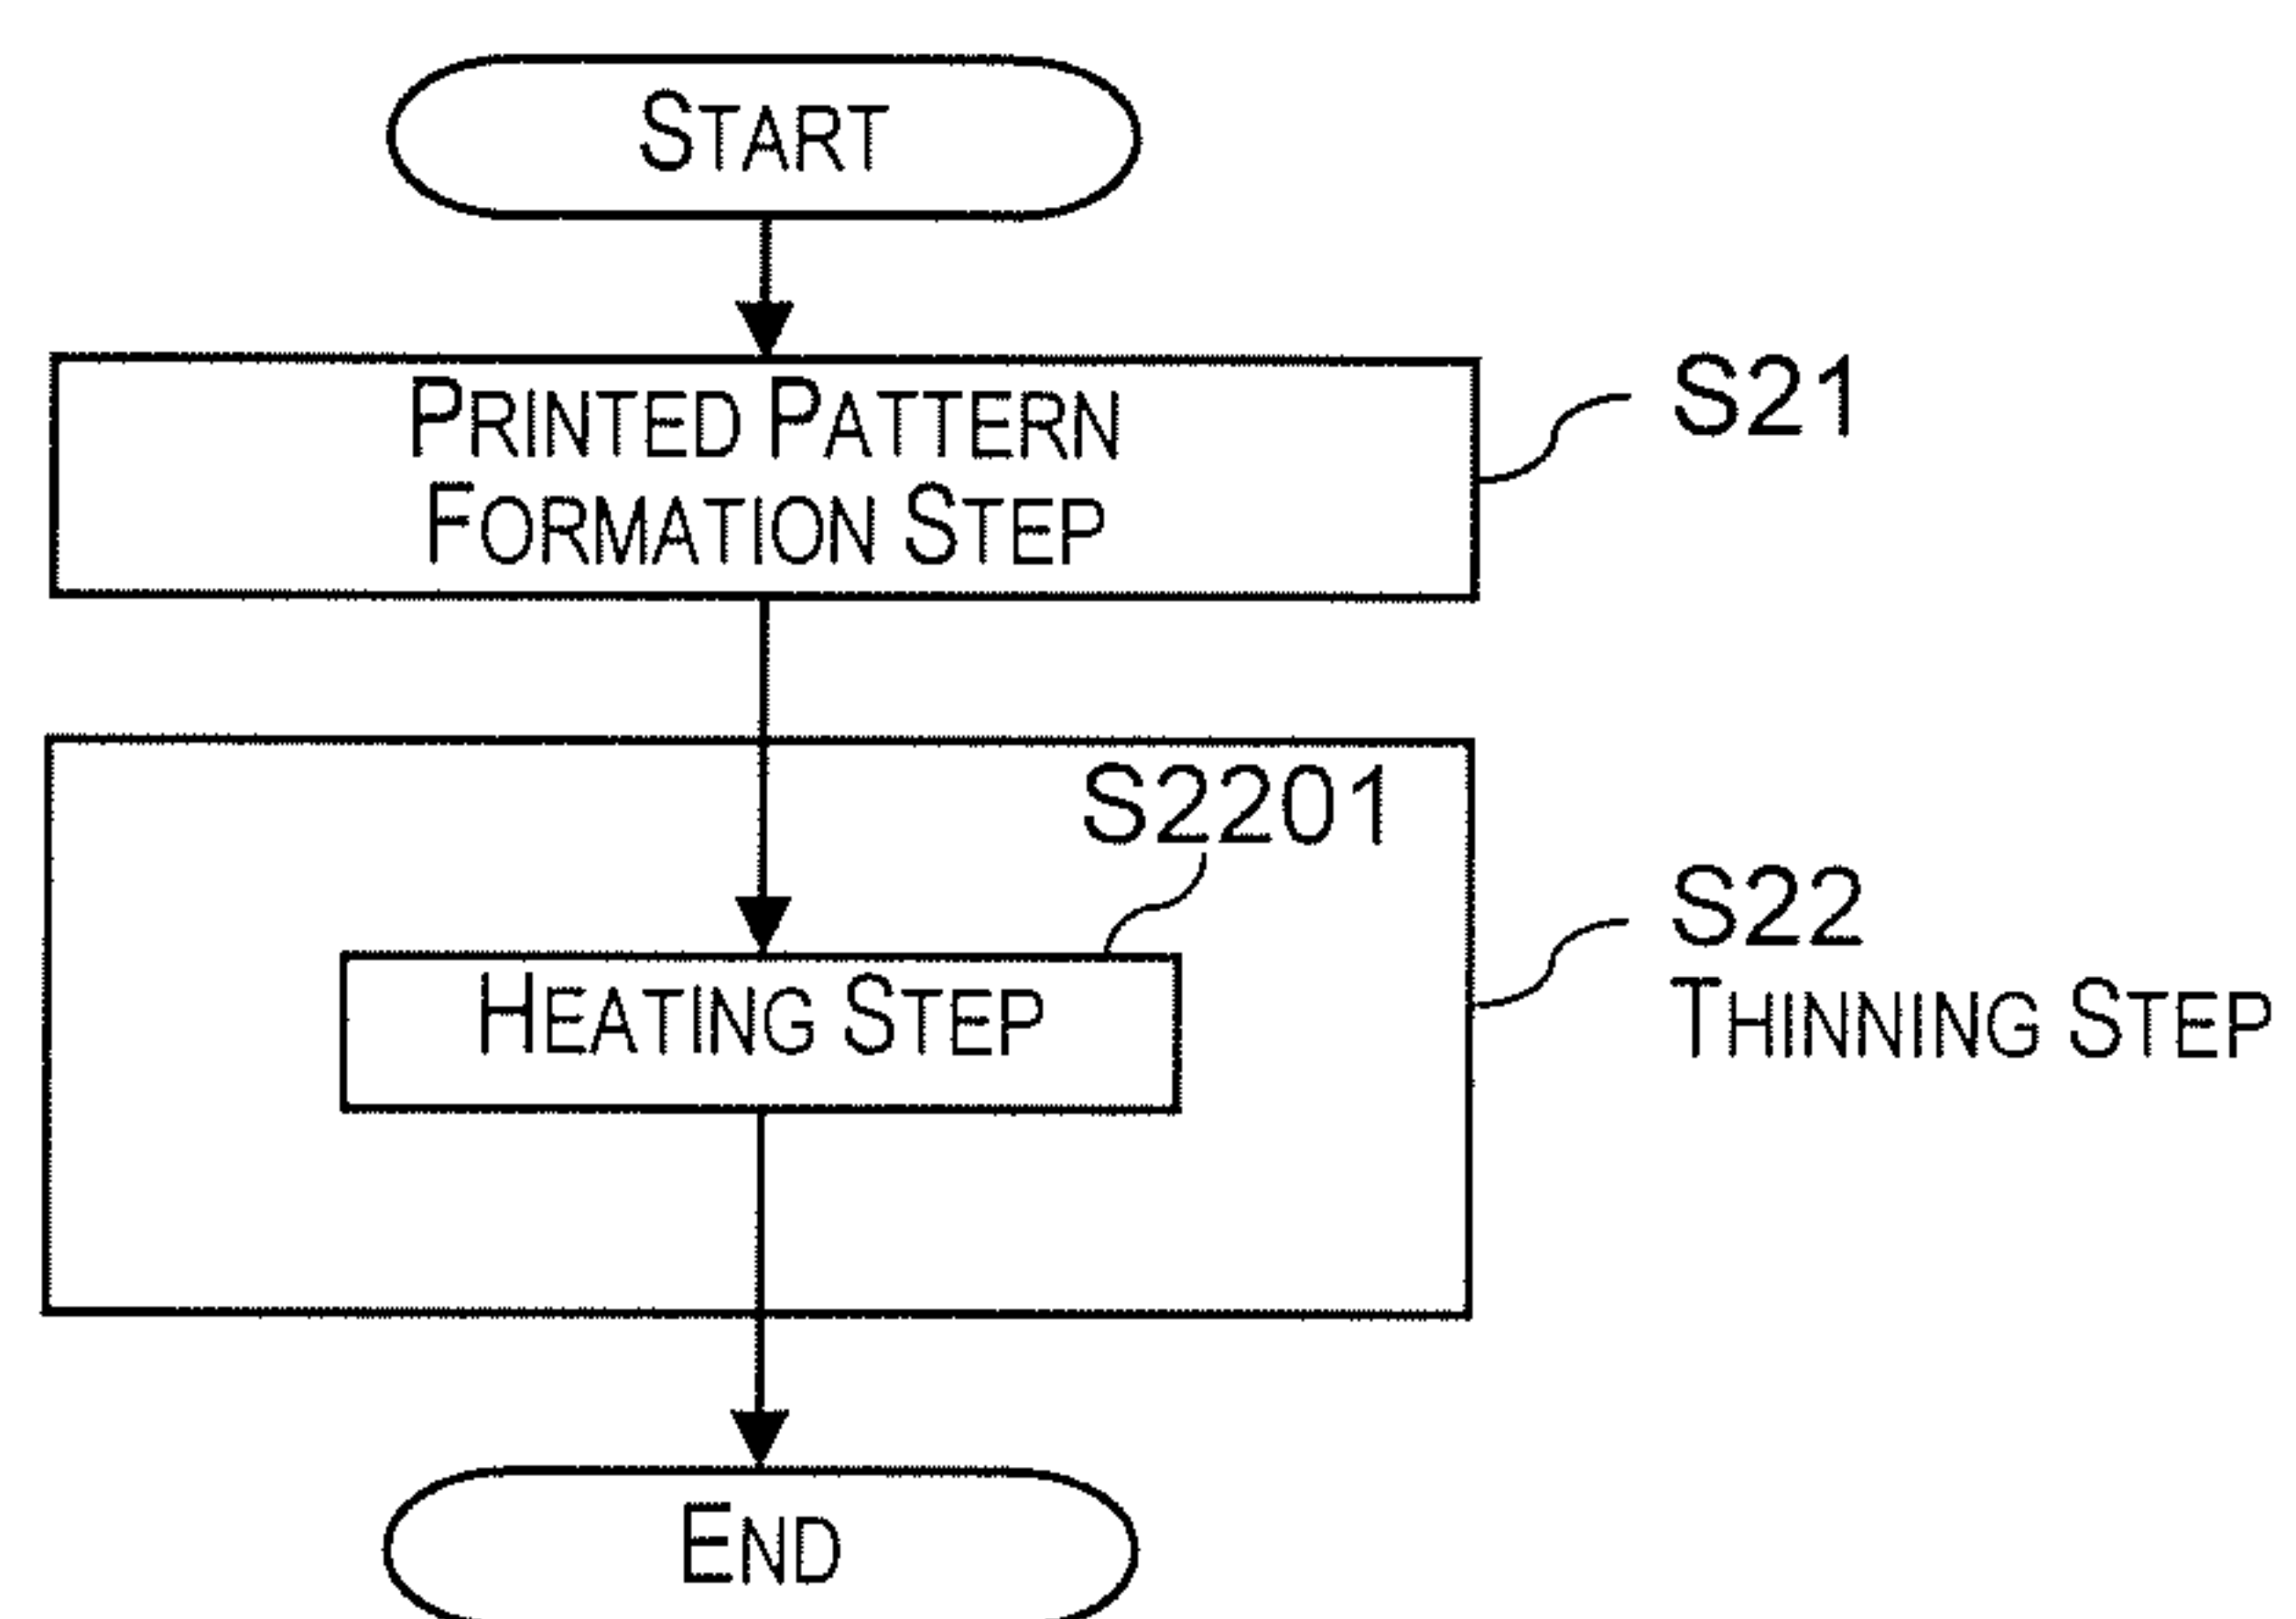 START
PRINTED PATTERN
FORMATION STEP
S21
S2201
HEATING STEP
S22
THINNING STEP
END